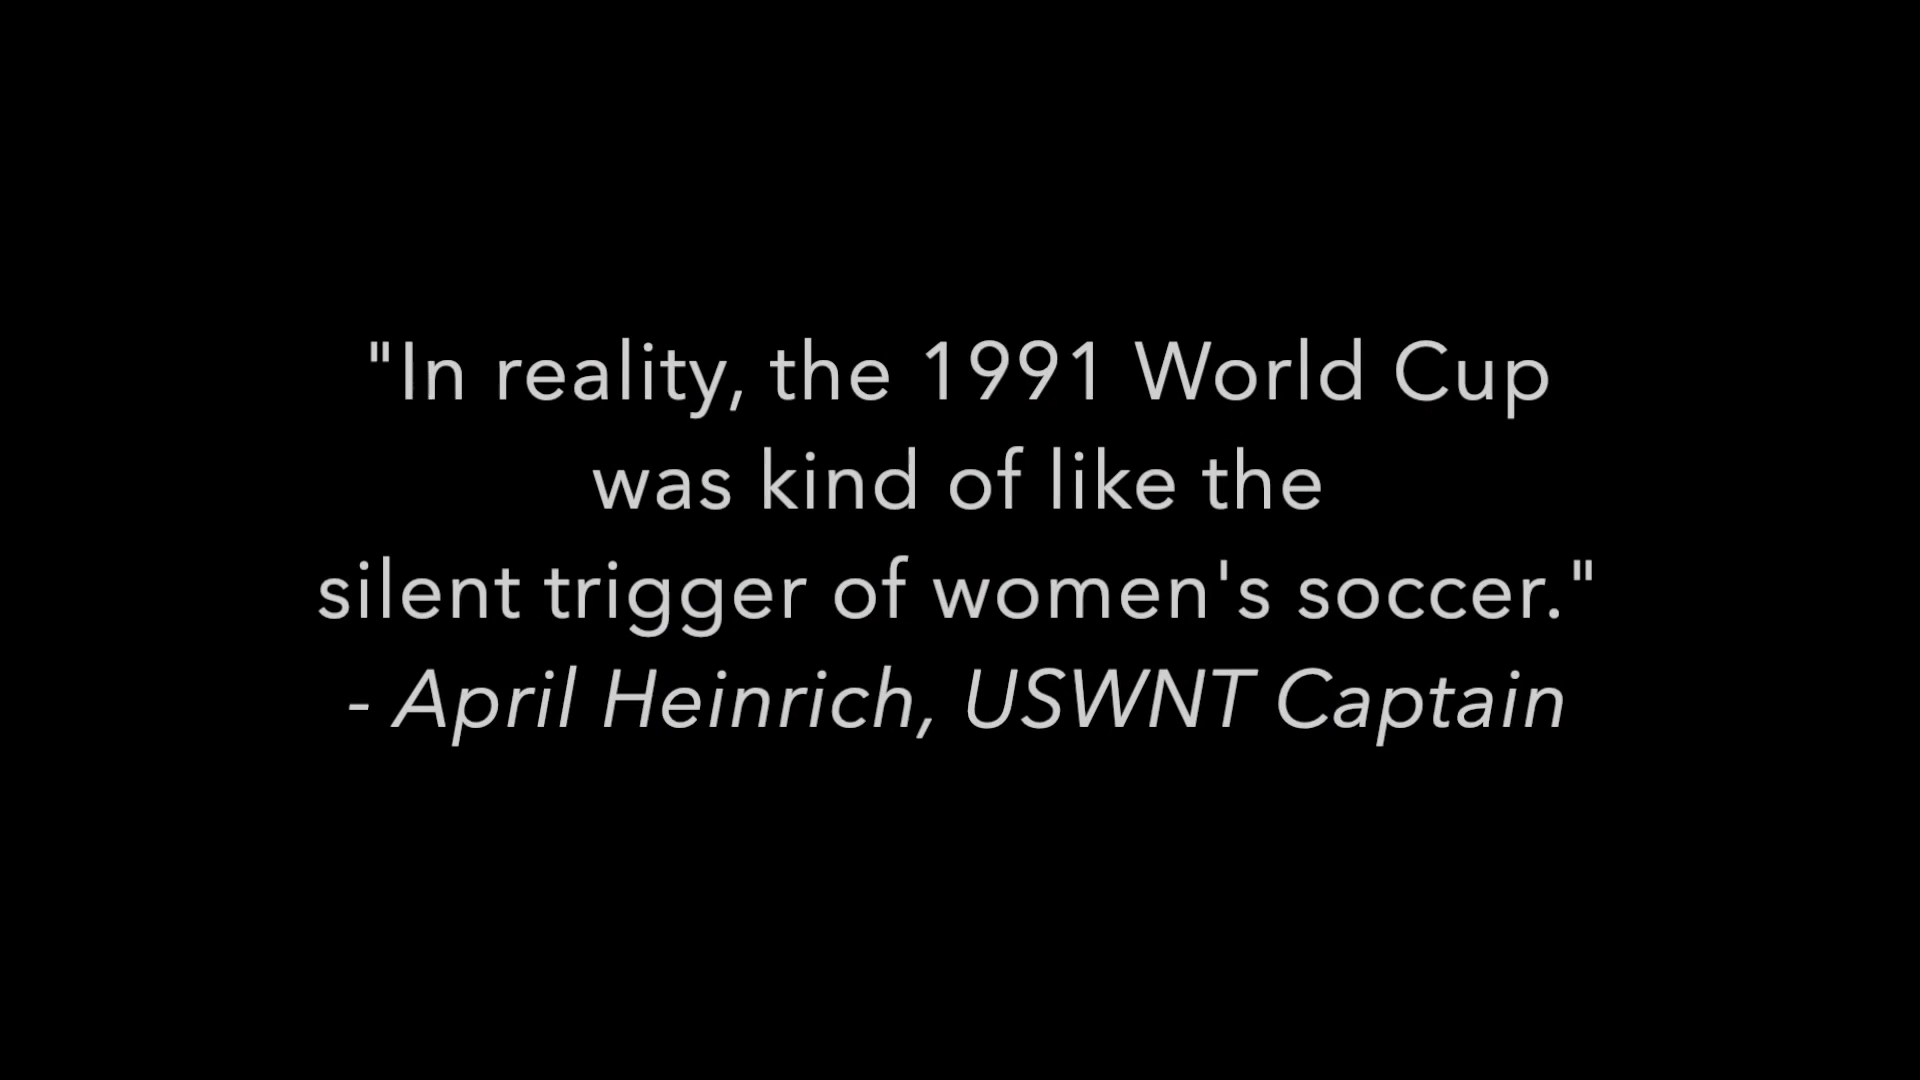 "In reality, the 1991 World Cup
was kind of like the
silent trigger of women's soccer."
- April Heinrich, USWNT Captain